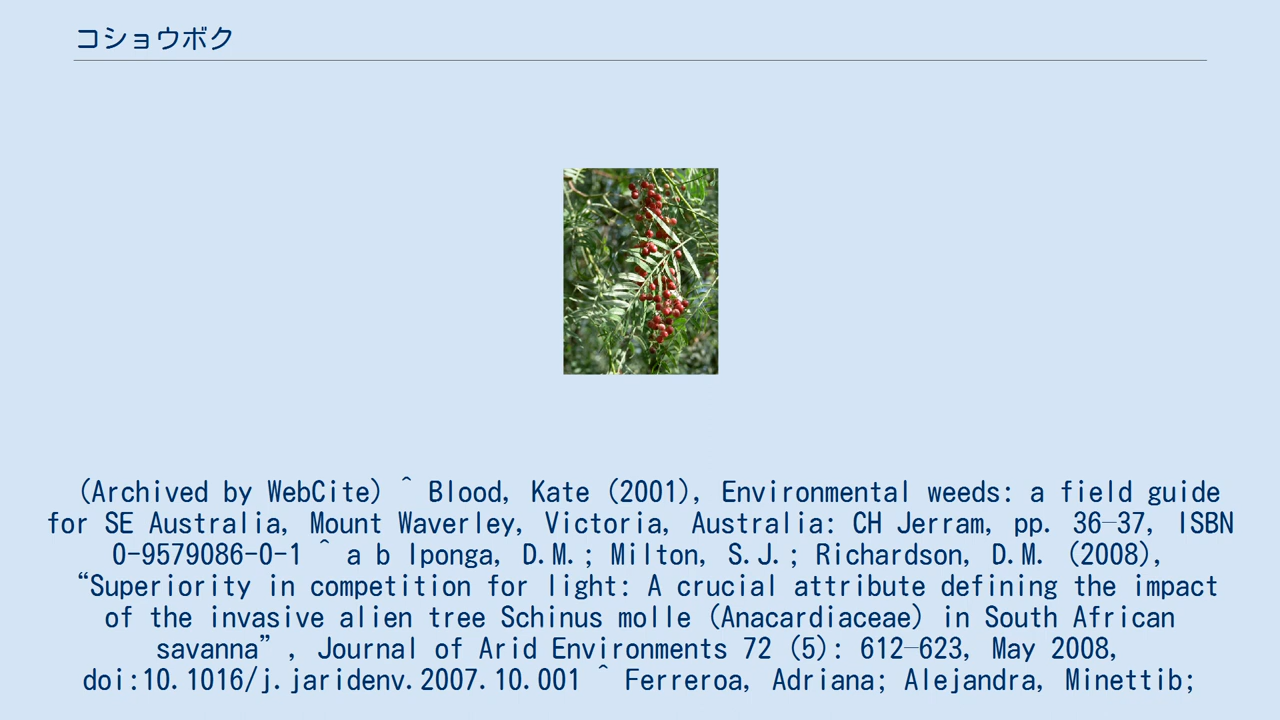 コショウボク
(Archived by WebCite) ^ Blood, Kate (2001), Environmental weeds: a field guide
for SE Australia, Mount Waverley, Victoria, Australia: CH Jerram, pp. 36–37, ISBN
0-9579086-0-1 ^ a b Iponga, D.M.; Milton, S.J.; Richardson, D.M. (2008),
“Superiority in competition for light: A crucial attribute defining the impact
of the invasive alien tree Schinus molle (Anacardiaceae) in South African
savanna”, Journal of Arid Environments 72 (5): 612–623, May 2008,
doi:10.1016/j.jaridenv.2007.10.001 ^ Ferreroa, Adriana; Alejandra, Minettib;